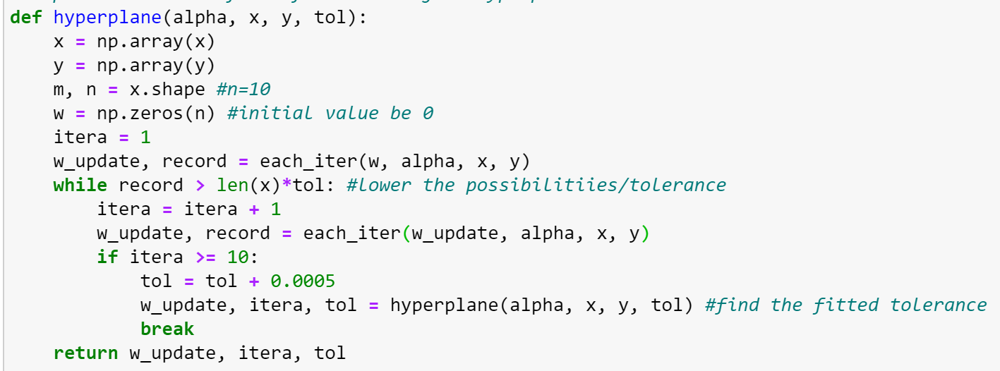 def hyperplane(alpha, x, y, tol):
    x = np.array(x)
    y = np.array(y)
    m, n = x.shape #n=10
    w = np.zeros(n) #initial value be 0
    itera = 1
    w_update, record = each_iter(w, alpha, x, y)
    while record > len(x)*tol: #lower the possibilitiies/tolerance
        itera = itera + 1
        w_update, record = each_iter(w_update, alpha, x, y)
        if itera >= 10:
            tol = tol + 0.0005
            w_update, itera, tol = hyperplane(alpha, x, y, tol) #find the fitted tolerance
            break
    return w_update, itera, tol